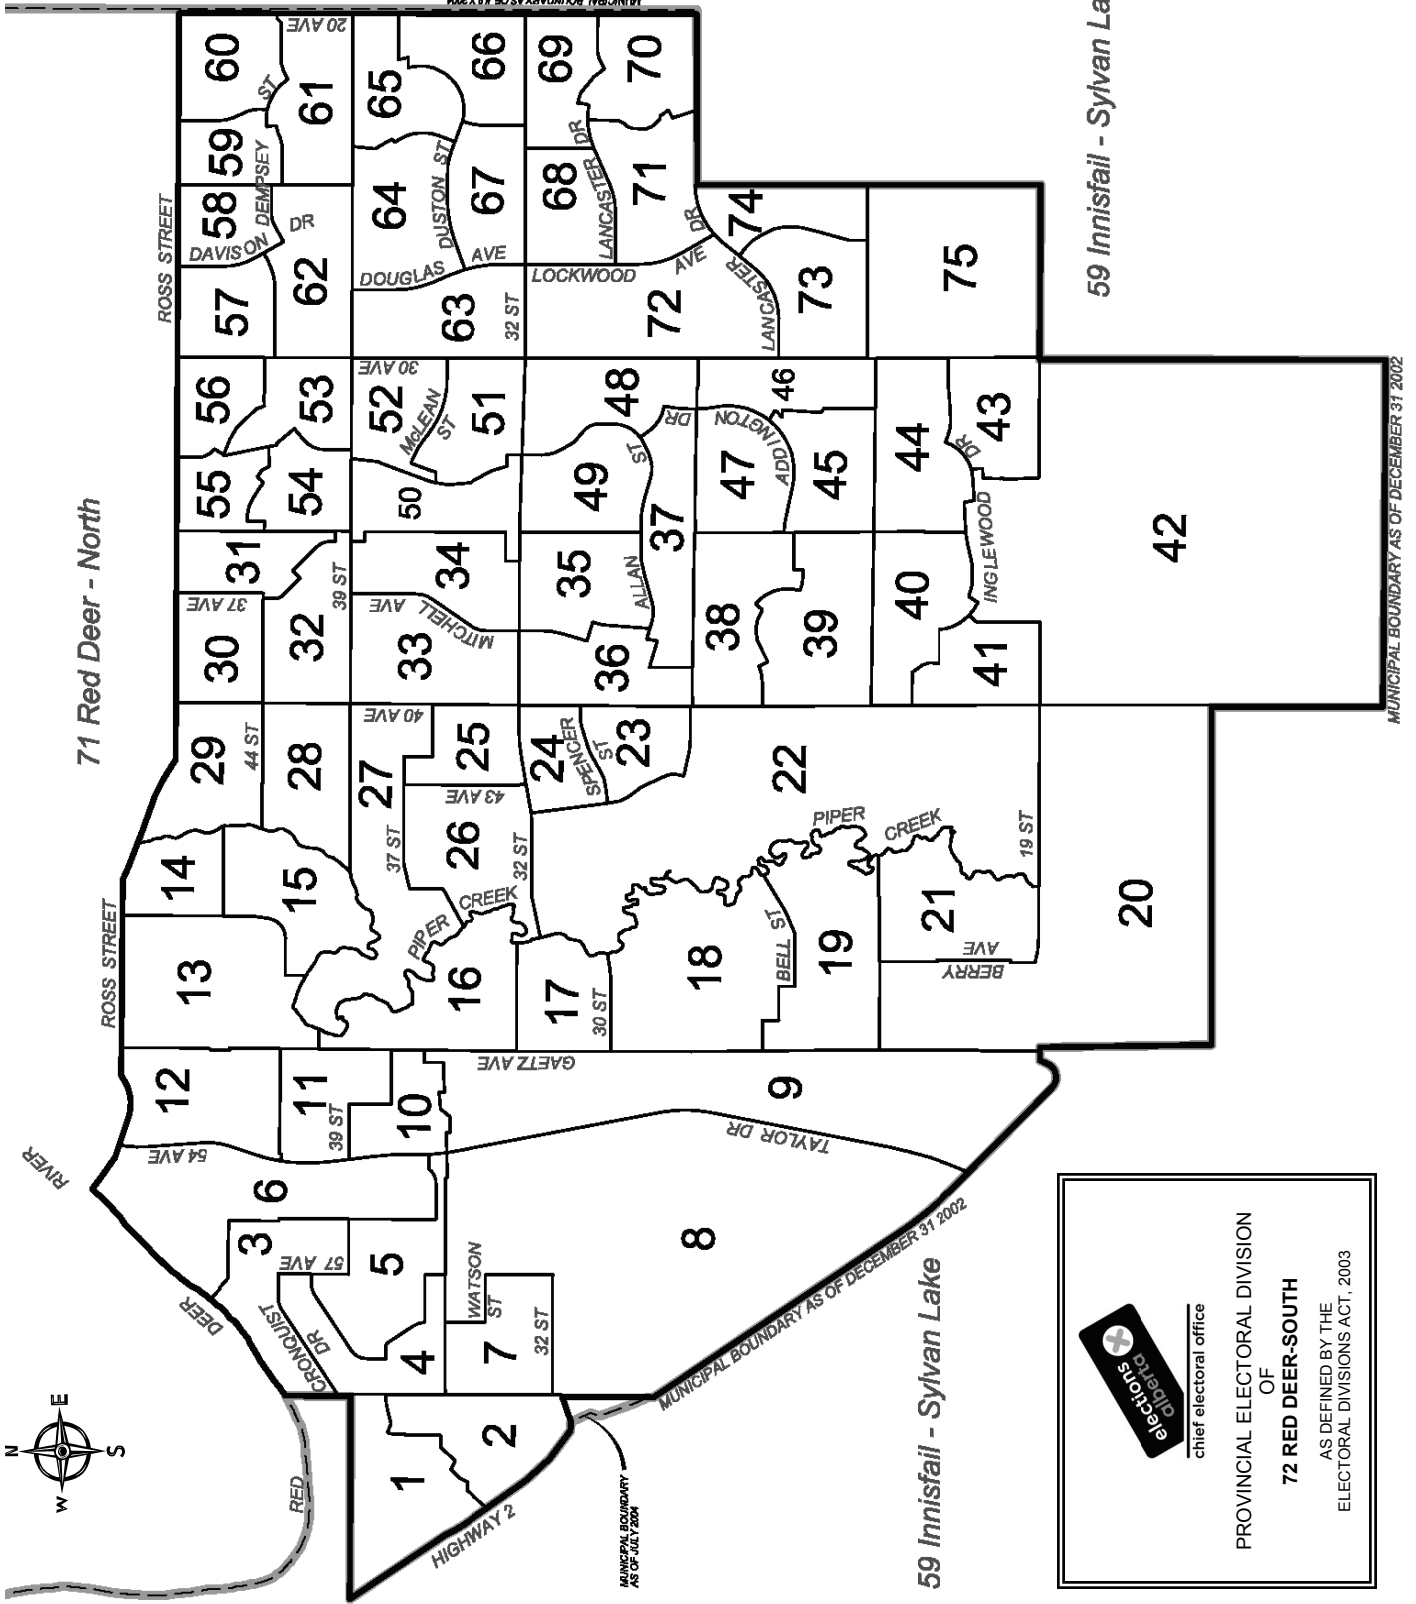 MUNICIPAL BOUNDARY AS OF JULY 2004
71 Red Deer - North
59 Innisfail - Sylvan La
59 Innisfail - Sylvan Lake
N
E
S
W
RED
DEER
RIVER
HIGHWAY 2
MUNICIPAL BOUNDARY
AS OF JULY 2004
MUNICIPAL BOUNDARY AS OF DECEMBER 31 2002
MUNICIPAL BOUNDARY AS OF DECEMBER 31 2002
ROSS STREET
ROSS STREET
1
2
3
4
5
6
7
8
9
10
11
12
13
14
15
16
17
18
19
20
21
22
23
24
25
26
27
28
29
30
31
32
33
34
35
36
37
38
39
40
41
42
43
44
45
46
47
48
49
50
51
52
53
54
55
56
57
58
59
60
61
62
63
64
65
66
67
68
69
70
71
72
73
74
75
CRONQUIST
DR
57 AVE
WATSON
ST
32 ST
54 AVE
39 ST
TAYLOR DR
GAETZ AVE
30 ST
BELL ST
BERRY
AVE
19 ST
PIPER
CREEK
PIPER
CREEK
32 ST
37 ST
43 AVE
40 AVE
44 ST
SPENCER
ST
37 AVE
39 ST
MITCHELL
AVE
ALLAN
ST
ADDINGTON
DR
INGLEWOOD
DR
McLEAN
ST
30 AVE
32 ST
DOUGLAS
AVE
DUSTON ST
LOCKWOOD
AVE
LANCASTER
DR
LANCASTER
DR
DAVISON
DR
DEMPSEY
ST
20 AVE
elections
alberta
chief electoral office
PROVINCIAL ELECTORAL DIVISION
OF
72 RED DEER-SOUTH
AS DEFINED BY THE
ELECTORAL DIVISIONS ACT, 2003